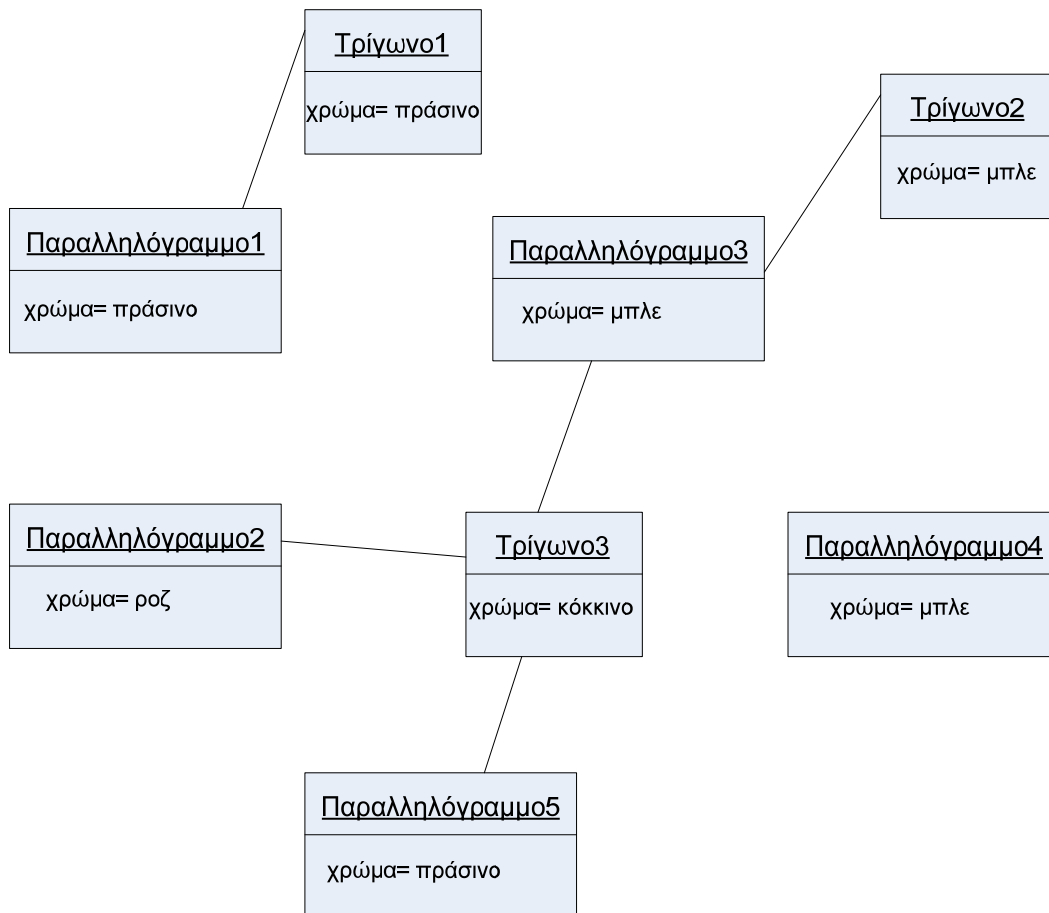 Τρίγωνο1
χρώμα= πράσινο
Τρίγωνο2
χρώμα= μπλε
Παραλληλόγραμμο1
χρώμα= πράσινο
Παραλληλόγραμμο3
χρώμα= μπλε
Παραλληλόγραμμο2
χρώμα= ροζ
Τρίγωνο3
χρώμα= κόκκινο
Παραλληλόγραμμο4
χρώμα= μπλε
Παραλληλόγραμμο5
χρώμα= πράσινο